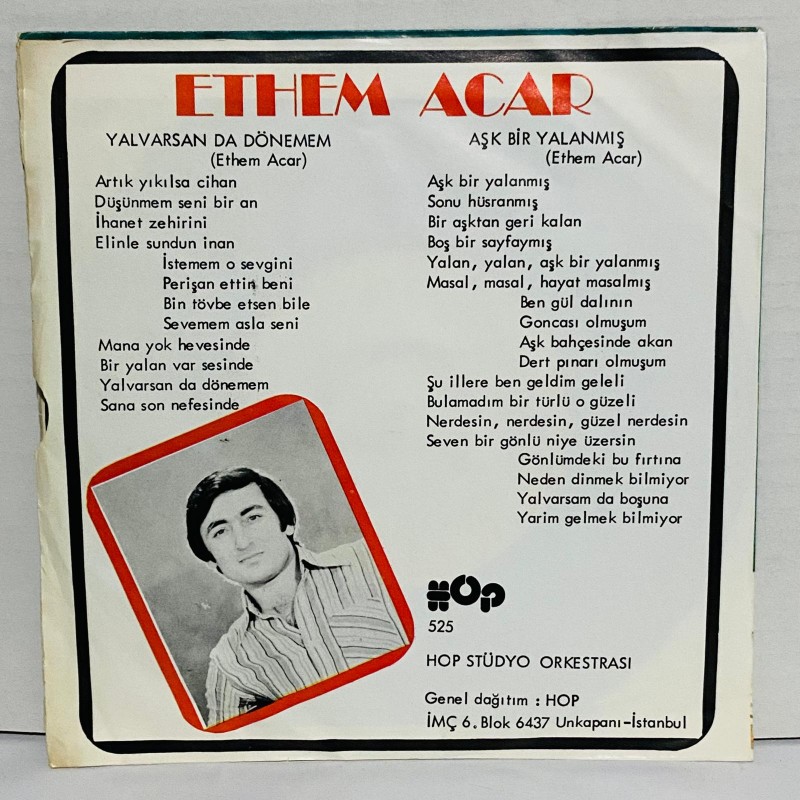 ETHEM ACAR
YALVARSAN DA DÖNEMEM
(Ethem Acar)
Artık yıkılsa cihan
Düşünmem seni bir an
İhanet zehirini
Elinle sundun inan
İstemem o sevgini
Perişan ettin beni
Bin tövbe etsen bile
Sevemem asla seni
Mana yok hevesinde
Bir yalan var sesinde
Yalvarsan da dönemem
Sana son nefesinde
AŞK BİR YALANMIŞ
(Ethem Acar)
Aşk bir yalanmış
Sonu hüsranmış
Bir aşktan geri kalan
Boş bir sayfaymış
Yalan, yalan, aşk bir yalanmış
Masal, masal, hayat masalmış
Ben gül dalının
Goncası olmuşum
Aşk bahçesinde akan
Dert pınarı olmuşum
Şu illere ben geldim geleli
Bulamadım bir türlü o güzeli
Nerdesin, nerdesin, güzel nerdesin
Seven bir gönlü niye üzersin
Gönlümdeki bu fırtına
Neden dinmek bilmiyor
Yalvarsam da boşuna
Yarim gelmek bilmiyor
HOP
525
HOP STÜDYO ORKESTRASI
Genel dağıtım : HOP
İMÇ 6. Blok 6437 Unkapanı-İstanbul